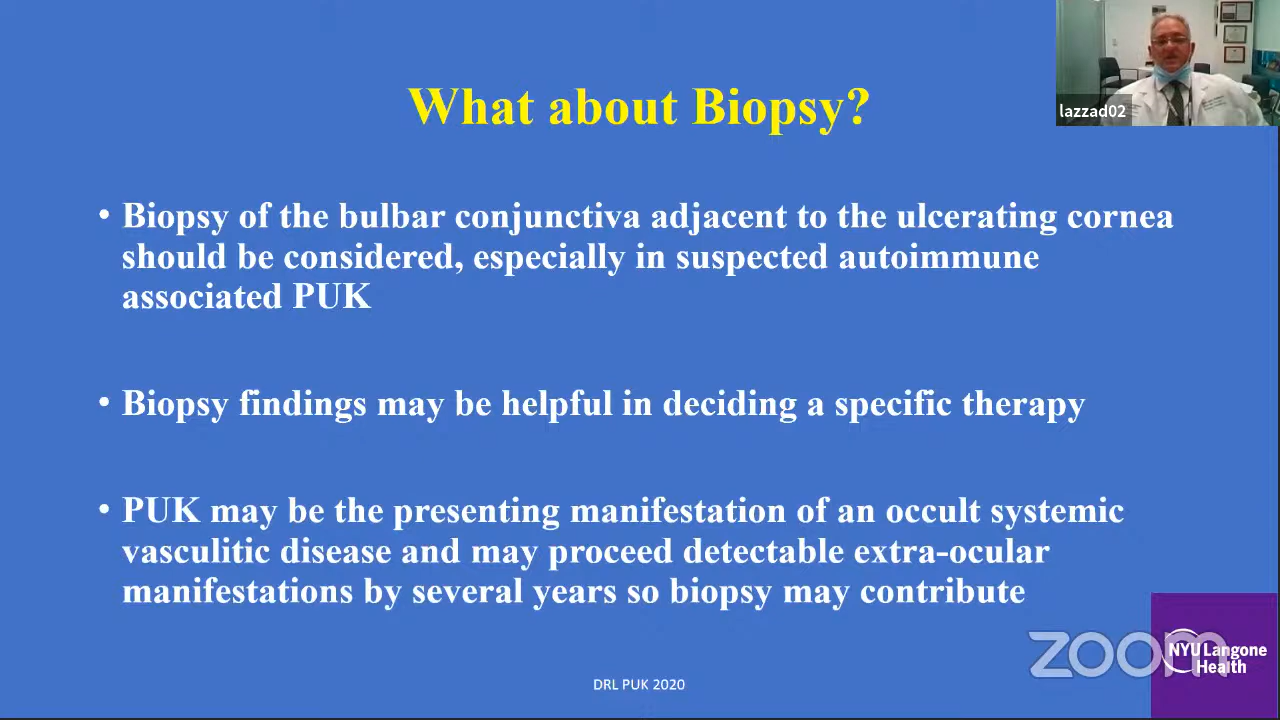 What about Biopsy?
lazzad02
• Biopsy of the bulbar conjunctiva adjacent to the ulcerating cornea
should be considered, especially in suspected autoimmune
associated PUK
• Biopsy findings may be helpful in deciding a specific therapy
• PUK may be the presenting manifestation of an occult systemic
vasculitic disease and may proceed detectable extra-ocular
manifestations by several years so biopsy may contribute
zoom
NYU Langone
Health
DRL PUK 2020